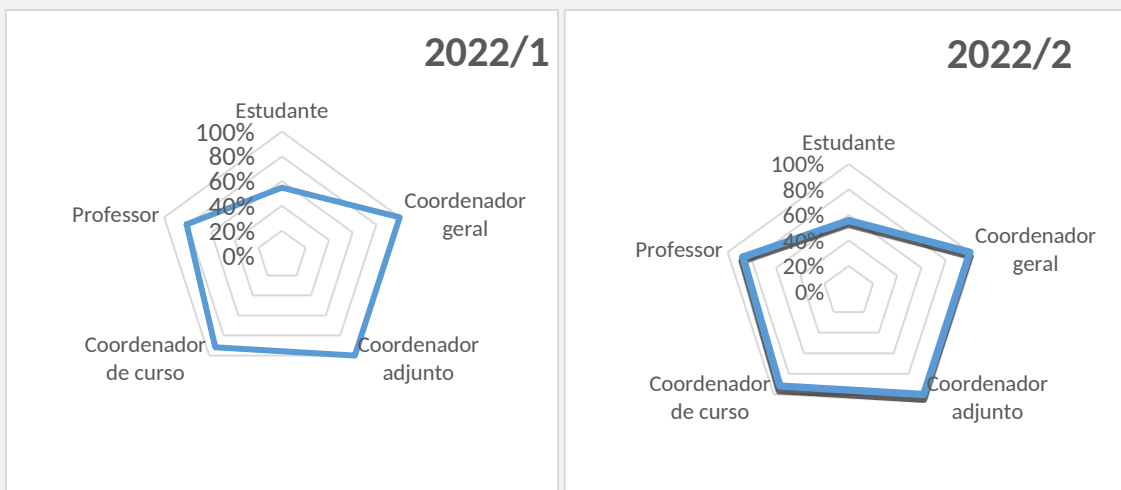 2022/1
Estudante
100%
80%
60%
40%
20%
0%
Coordenador
geral
Coordenador
adjunto
Coordenador
de curso
Professor
2022/2
Estudante
100%
80%
60%
40%
20%
0%
Coordenador
geral
Coordenador
adjunto
Coordenador
de curso
Professor